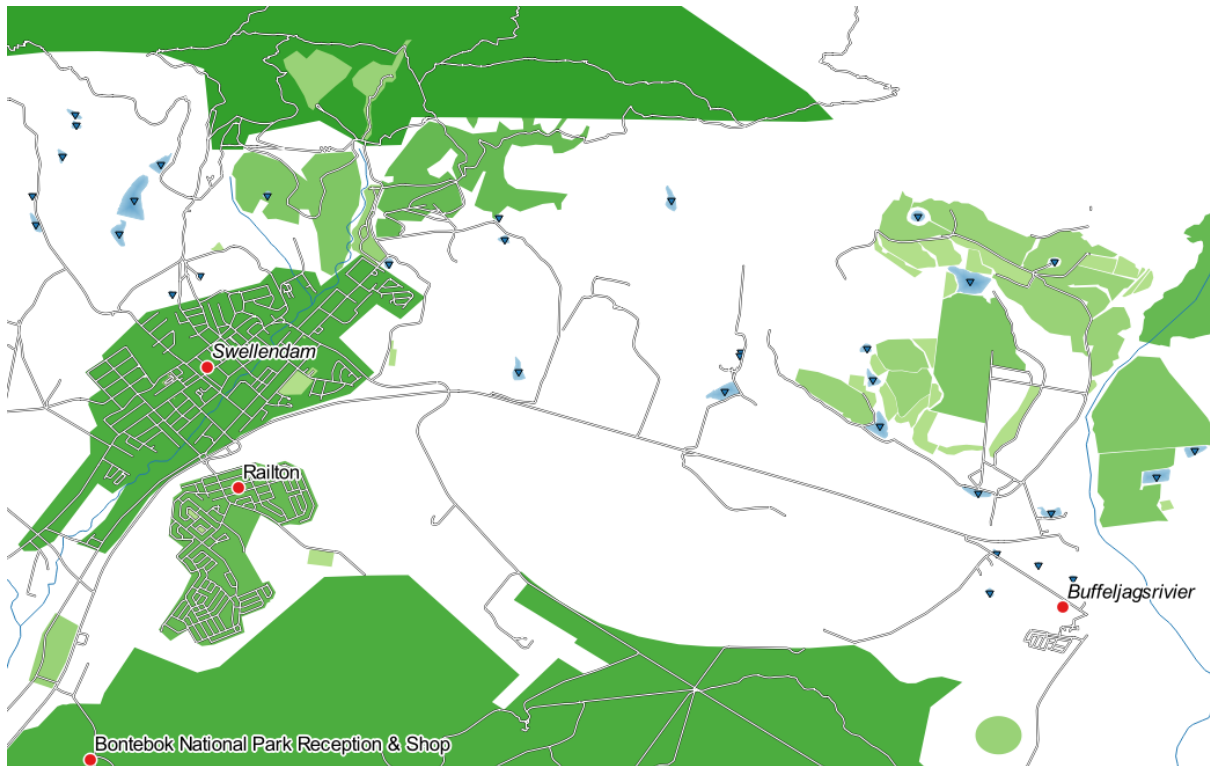 Swellendam
Railton
Buffeljagsrivier
Bontebok National Park Reception & Shop